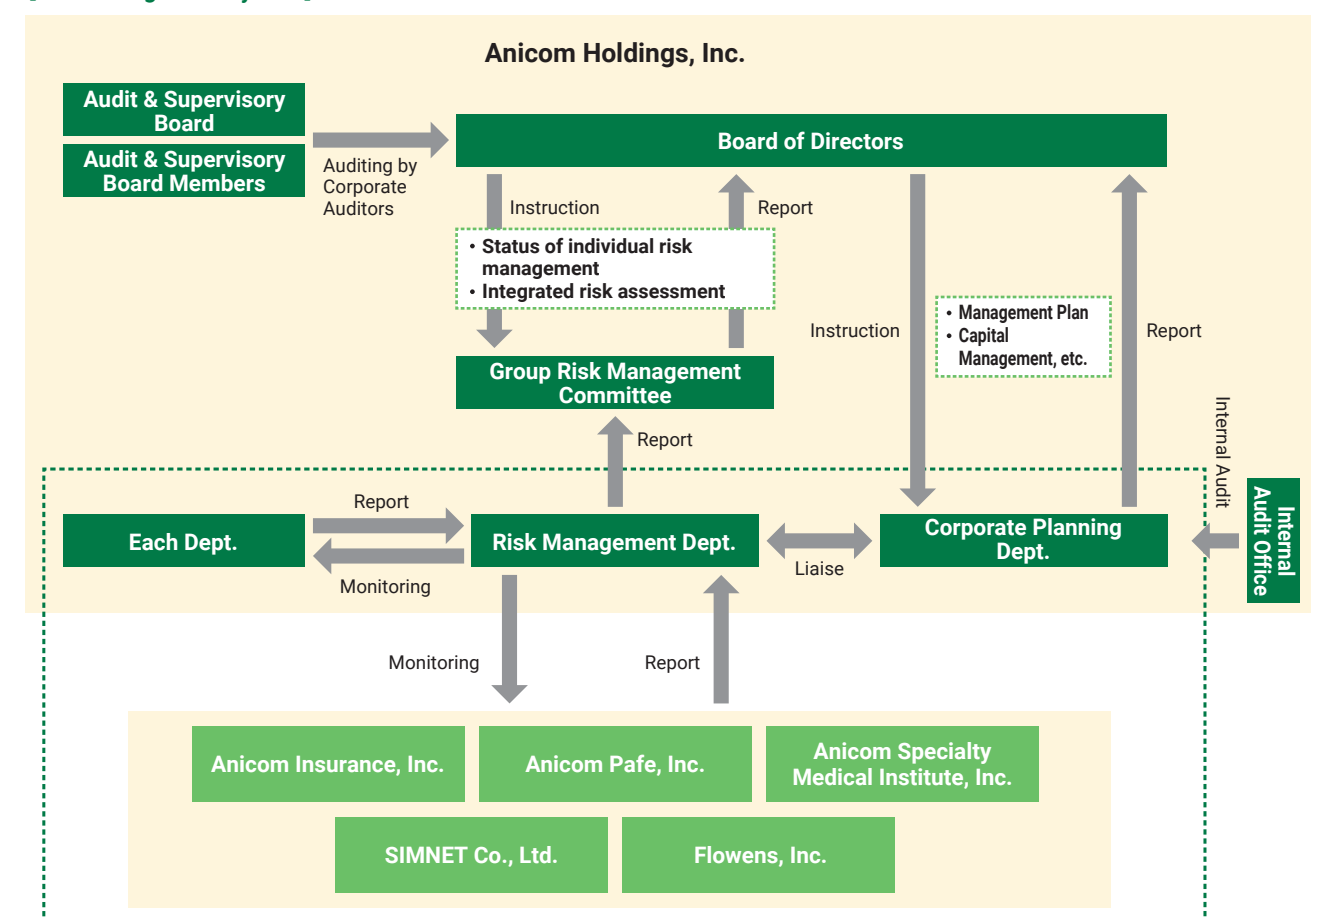 Anicom Holdings, Inc.
Audit & Supervisory
Board
Audit & Supervisory
Board Members
Auditing by
Corporate
Auditors
Board of Directors
Instruction
Report
• Status of individual risk
management
• Integrated risk assessment
Instruction
• Management Plan
• Capital
Management, etc.
Report
Group Risk Management
Committee
Report
Internal Audit
Internal
Audit Office
Each Dept.
Report
Monitoring
Risk Management Dept.
Liaise
Corporate Planning
Dept.
Monitoring
Report
Anicom Insurance, Inc.
Anicom Pafe, Inc.
Anicom Specialty
Medical Institute, Inc.
SIMNET Co., Ltd.
Flowens, Inc.